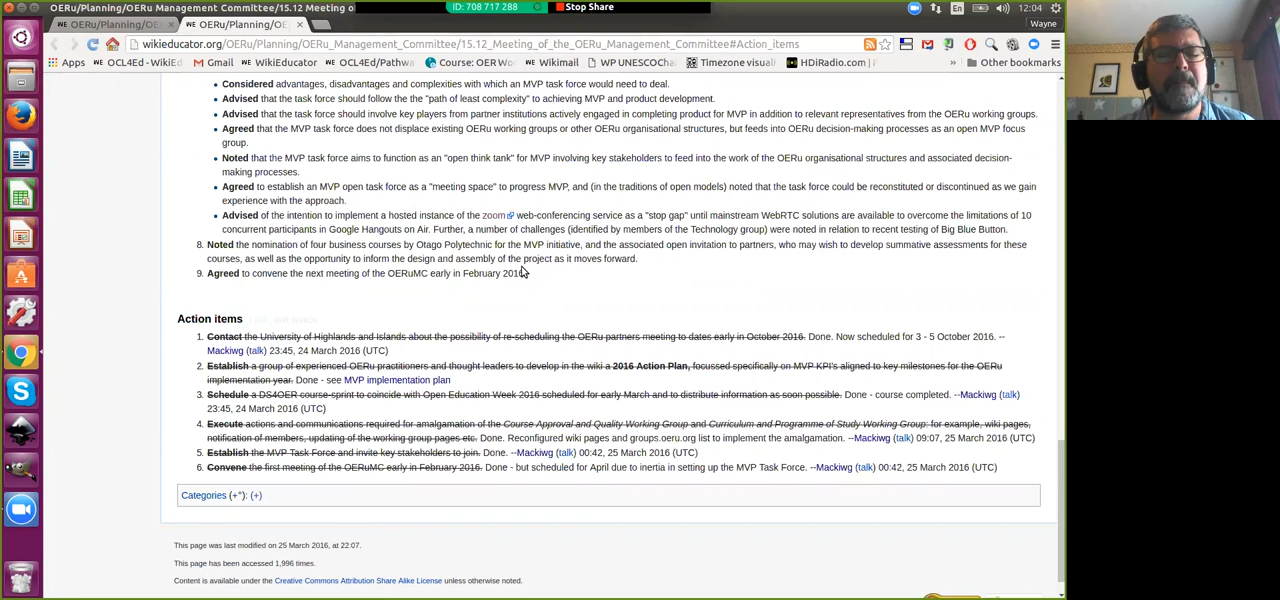 OERu/Planning/OERu Management Committee/15.12 Meeting o
ID: 708 717 288
Stop Share
En
12:04
OERu/Planning/OE
OERu/Planning/OE
Wayne
wikieducator.org/OERu/Planning/OERu_Management_Committee/15.12_Meeting_of_the_OERu_Management_Committee#Action_items
Apps WE OCL4Ed - WikiEd Gmail WE WikiEducator WE OCL4Ed/Pathwa Course: OER Wo WE Wikimail WP UNESCOCha Timezone visuali HDiRadio.com | F » Other bookmarks
Considered advantages, disadvantages and complexities with which an MVP task force would need to deal.
Advised that the task force should follow the the "path of least complexity" to achieving MVP and product development.
Advised that the task force should involve key players from partner institutions actively engaged in completing product for MVP in addition to relevant representatives from the OERu working groups.
Agreed that the MVP task force does not displace existing OERu working groups or other OERu organisational structures, but feeds into OERu decision-making processes as an open MVP focus
group.
Noted that the MVP task force aims to function as an "open think tank" for MVP involving key stakeholders to feed into the work of the OERu organisational structures and associated decision-
making processes.
Agreed to establish an MVP open task force as a "meeting space" to progress MVP, and (in the traditions of open models) noted that the task force could be reconstituted or discontinued as we gain
experience with the approach.
Advised of the intention to implement a hosted instance of the zoom web-conferencing service as a "stop gap" until mainstream WebRTC solutions are available to overcome the limitations of 10
concurrent participants in Google Hangouts on Air. Further, a number of challenges (identified by members of the Technology group) were noted in relation to recent testing of Big Blue Button.
8. Noted the nomination of four business courses by Otago Polytechnic for the MVP initiative, and the associated open invitation to partners, who may wish to develop summative assessments for these
courses, as well as the opportunity to inform the design and assembly of the project as it moves forward.
9. Agreed to convene the next meeting of the OERuMC early in February 2016.
Action items
1. Contact the University of Highlands and Islands about the possibility of re-scheduling the OERu partners meeting to dates early in October 2016. Done. Now scheduled for 3 - 5 October 2016. --
Mackiwg (talk) 23:45, 24 March 2016 (UTC)
2. Establish a group of experienced OERu practitioners and thought leaders to develop in the wiki a 2016 Action Plan, focussed specifically on MVP KPI's aligned to key milestones for the OERu
implementation year. Done - see MVP implementation plan
3. Schedule a DS4OER course-sprint to coincide with Open Education Week 2016 scheduled for early March and to distribute information as soon possible. Done - course completed. --Mackiwg (talk)
23:45, 24 March 2016 (UTC)
4. Execute actions and communications required for amalgamation of the Course Approval and Quality Working Group and Curriculum and Programme of Study Working Group: for example, wiki pages,
notification of members, updating of the working group pages etc. Done. Reconfigured wiki pages and groups.oeru.org list to implement the amalgamation. --Mackiwg (talk) 09:07, 25 March 2016 (UTC)
5. Establish the MVP Task Force and invite key stakeholders to join. Done. --Mackiwg (talk) 00:42, 25 March 2016 (UTC)
6. Convene the first meeting of the OERuMC early in February 2016. Done - but scheduled for April due to inertia in setting up the MVP Task Force. --Mackiwg (talk) 00:42, 25 March 2016 (UTC)
Categories (+°): (+)
This page was last modified on 25 March 2016, at 22:07.
This page has been accessed 1,996 times.
Content is available under the Creative Commons Attribution Share Alike License unless otherwise noted.